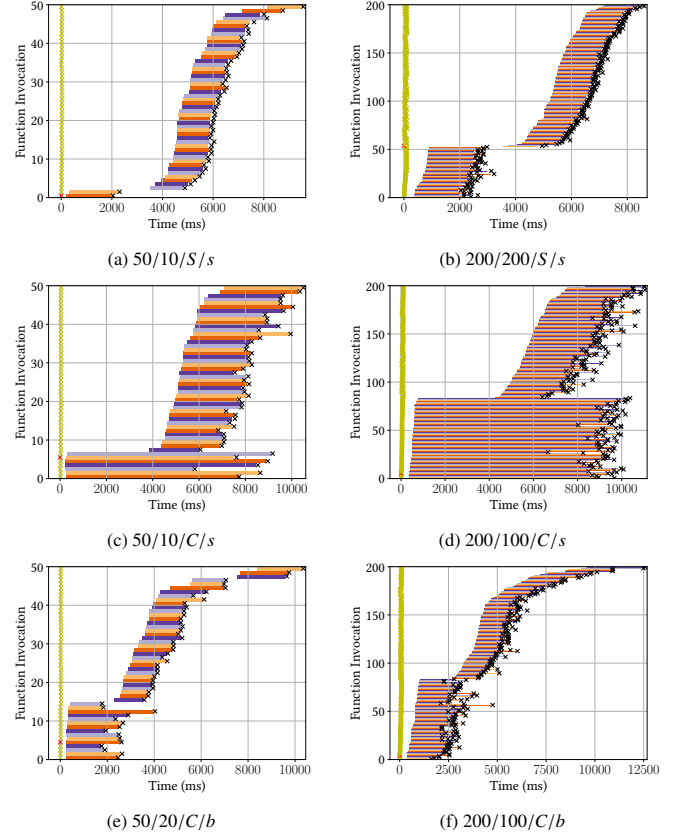 50
40
30
20
10
0
Function Invocation
0 2000 4000 6000 8000
Time (ms)
(a) 50/10/S/s
200
150
100
50
0
Function Invocation
0 2000 4000 6000 8000
Time (ms)
(b) 200/200/S/s
50
40
30
20
10
0
Function Invocation
0 2000 4000 6000 8000 10000
Time (ms)
(c) 50/10/C/s
200
150
100
50
0
Function Invocation
0 2000 4000 6000 8000 10000
Time (ms)
(d) 200/100/C/s
50
40
30
20
10
0
Function Invocation
0 2000 4000 6000 8000 10000
Time (ms)
(e) 50/20/C/b
200
150
100
50
0
Function Invocation
0 2500 5000 7500 10000 12500
Time (ms)
(f) 200/100/C/b